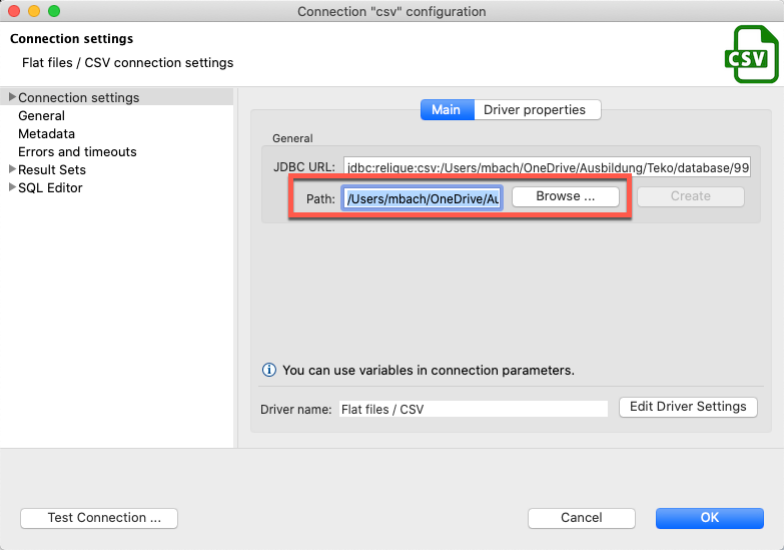 Connection "csv" configuration
Connection settings
Flat files / CSV connection settings
CSV
Connection settings
General
Metadata
Errors and timeouts
Result Sets
SQL Editor
Main
Driver properties
General
JDBC URL: jdbc:relique:csv:/Users/mbach/OneDrive/Ausbildung/Teko/database/99
Path: /Users/mbach/OneDrive/Au Browse ... Create
You can use variables in connection parameters.
Driver name: Flat files / CSV Edit Driver Settings
Test Connection ... Cancel OK